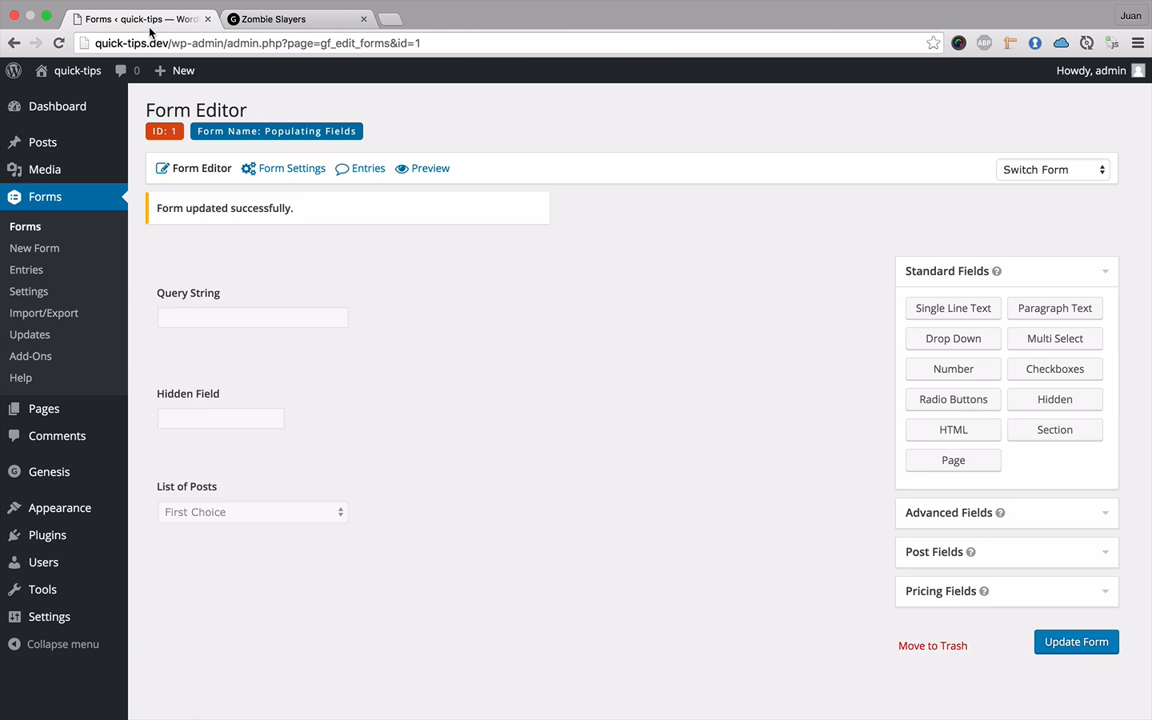 Forms ‹ quick-tips — Word
Zombie Slayers
Juan
quick-tips.dev/wp-admin/admin.php?page=gf_edit_forms&id=1
ABP
js
quick-tips
0
New
Howdy, admin
Dashboard
Posts
Media
Forms
Forms
New Form
Entries
Settings
Import/Export
Updates
Add-Ons
Help
Pages
Comments
Genesis
Appearance
Plugins
Users
Tools
Settings
Collapse menu
Form Editor
ID: 1
Form Name: Populating Fields
Form Editor
Form Settings
Entries
Preview
Switch Form
Form updated successfully.
Query String
Hidden Field
List of Posts
First Choice
Standard Fields
Single Line Text
Paragraph Text
Drop Down
Multi Select
Number
Checkboxes
Radio Buttons
Hidden
HTML
Section
Page
Advanced Fields
Post Fields
Pricing Fields
Move to Trash
Update Form